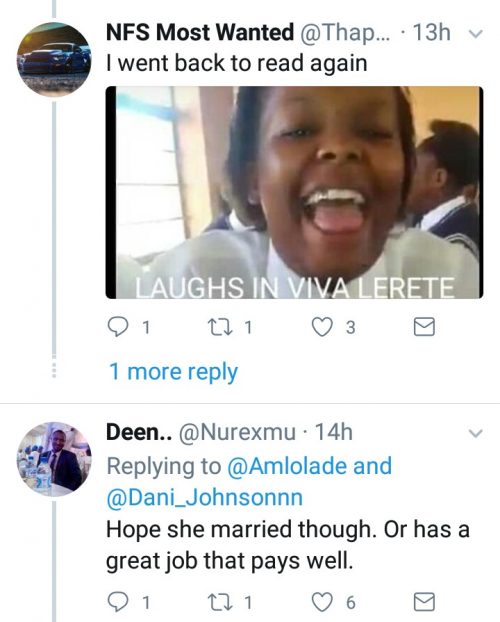 NFS Most Wanted @Thap... · 13h
I went back to read again
LAUGHS IN VIVA LERETE
1 1 3
1 more reply
Deen.. @Nurexmu · 14h
Replying to @Amlolade and
@Dani_Johnsonnn
Hope she married though. Or has a
great job that pays well.
1 1 6